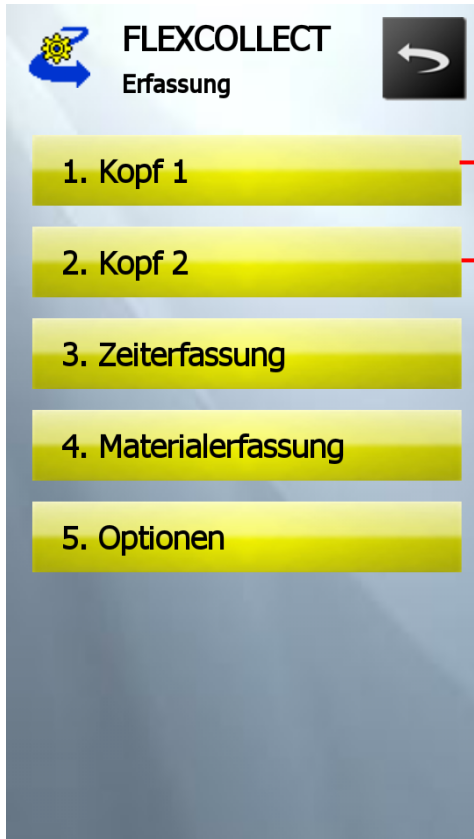 FLEXCOLLECT
Erfassung
1. Kopf 1
2. Kopf 2
3. Zeiterfassung
4. Materialerfassung
5. Optionen